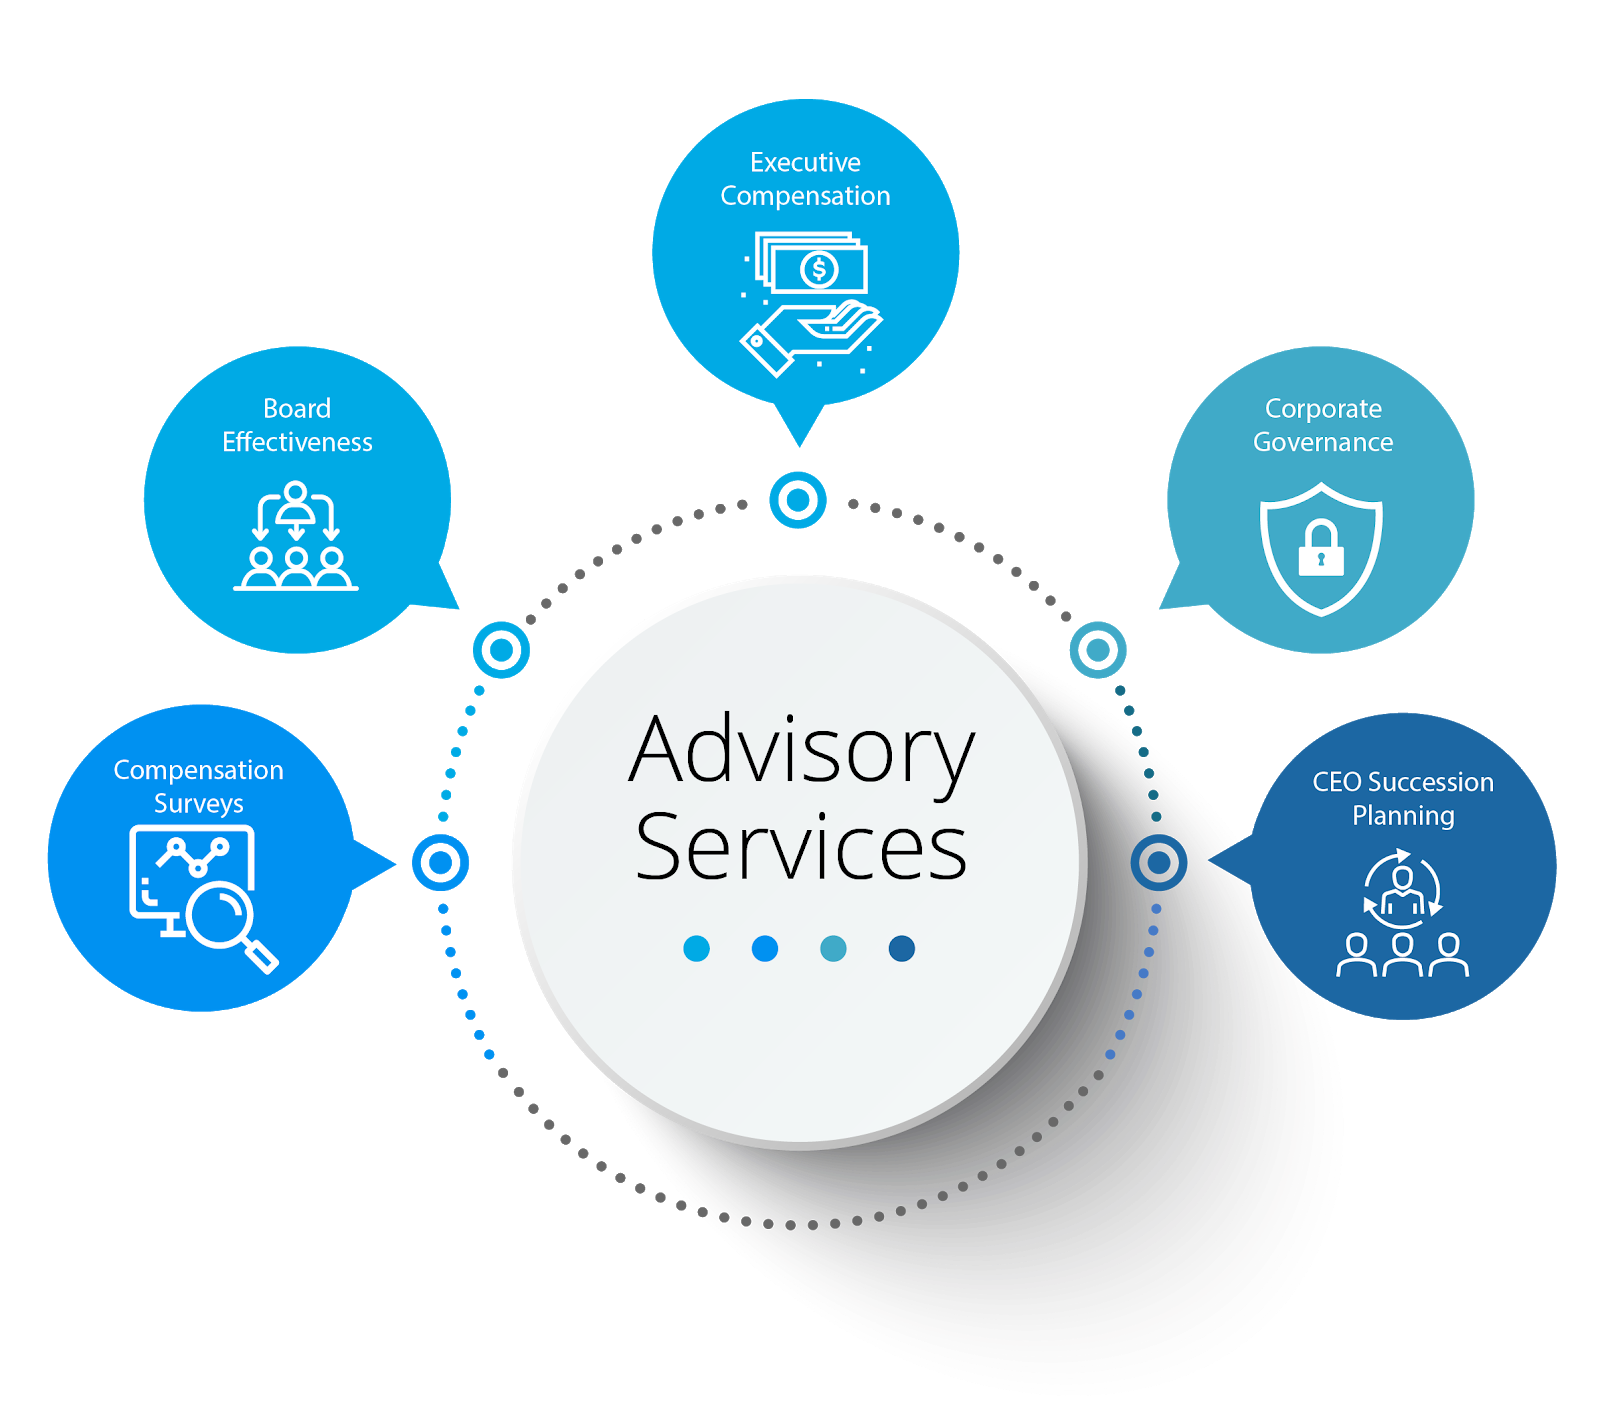 Executive
Compensation
$
Board
Effectiveness
Corporate
Governance
Compensation
Surveys
CEO Succession
Planning
Advisory
Services